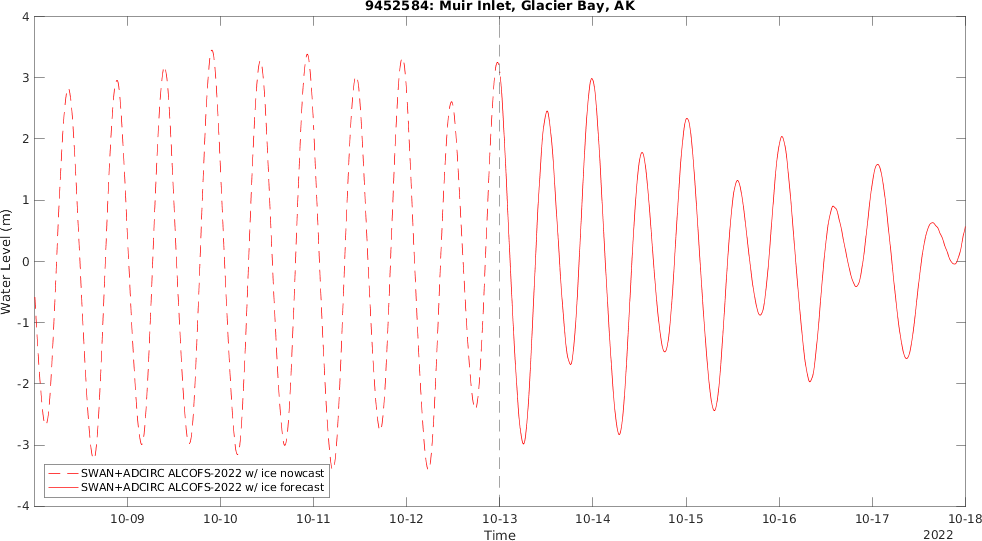 9452584: Muir Inlet, Glacier Bay, AK
4
3
2
1
0
-1
-2
-3
-4
Water Level (m)
SWAN+ADCIRC ALCOFS-2022 w/ ice nowcast
SWAN+ADCIRC ALCOFS-2022 w/ ice forecast
10-09 10-10 10-11 10-12 10-13 10-14 10-15 10-16 10-17 10-18
Time
2022